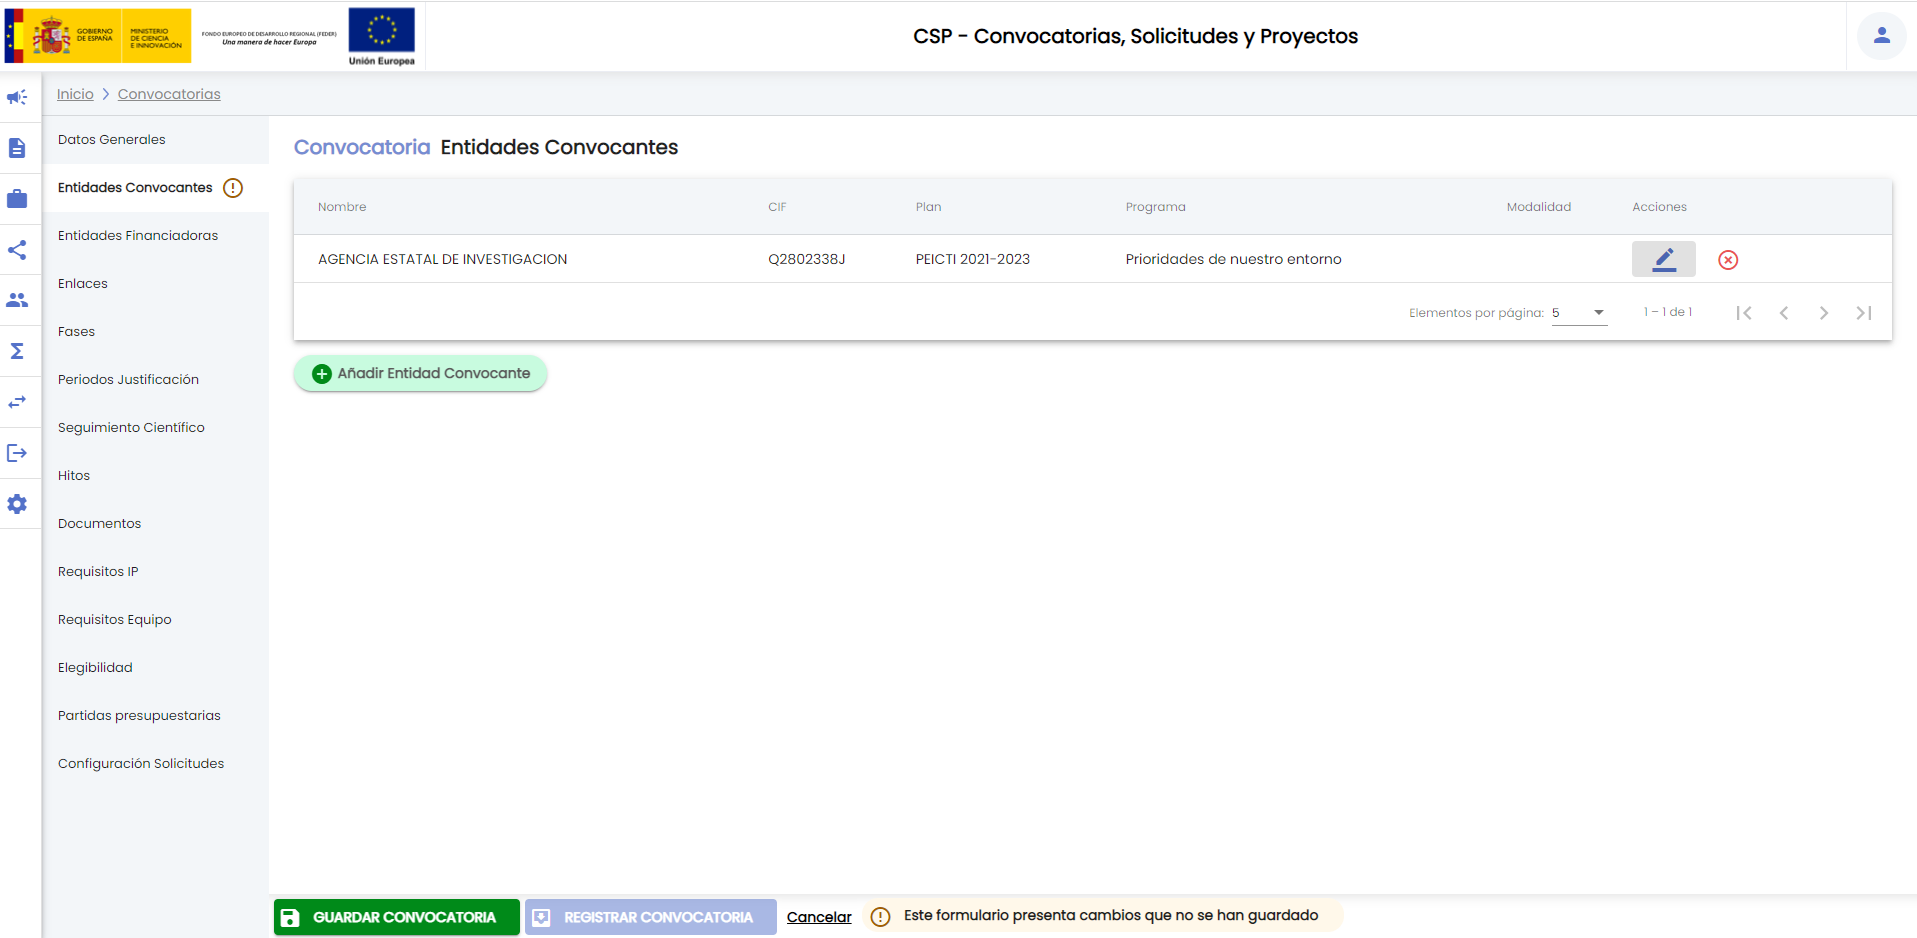 GOBIERNO
DE ESPAÑA
MINISTERIO
DE CIENCIA
E INNOVACIÓN
FONDO EUROPEO DE DESARROLLO REGIONAL (FEDER)
Una manera de hacer Europa
Unión Europea
CSP - Convocatorias, Solicitudes y Proyectos
Inicio > Convocatorias
Datos Generales
Entidades Convocantes
Entidades Financiadoras
Enlaces
Fases
Periodos Justificación
Seguimiento Científico
Hitos
Documentos
Requisitos IP
Requisitos Equipo
Elegibilidad
Partidas presupuestarias
Configuración Solicitudes
Convocatoria Entidades Convocantes
Nombre CIF Plan Programa Modalidad Acciones
AGENCIA ESTATAL DE INVESTIGACION Q2802338J PEICTI 2021-2023 Prioridades de nuestro entorno
Elementos por página: 5 1 – 1 de 1
Añadir Entidad Convocante
GUARDAR CONVOCATORIA REGISTRAR CONVOCATORIA Cancelar Este formulario presenta cambios que no se han guardado